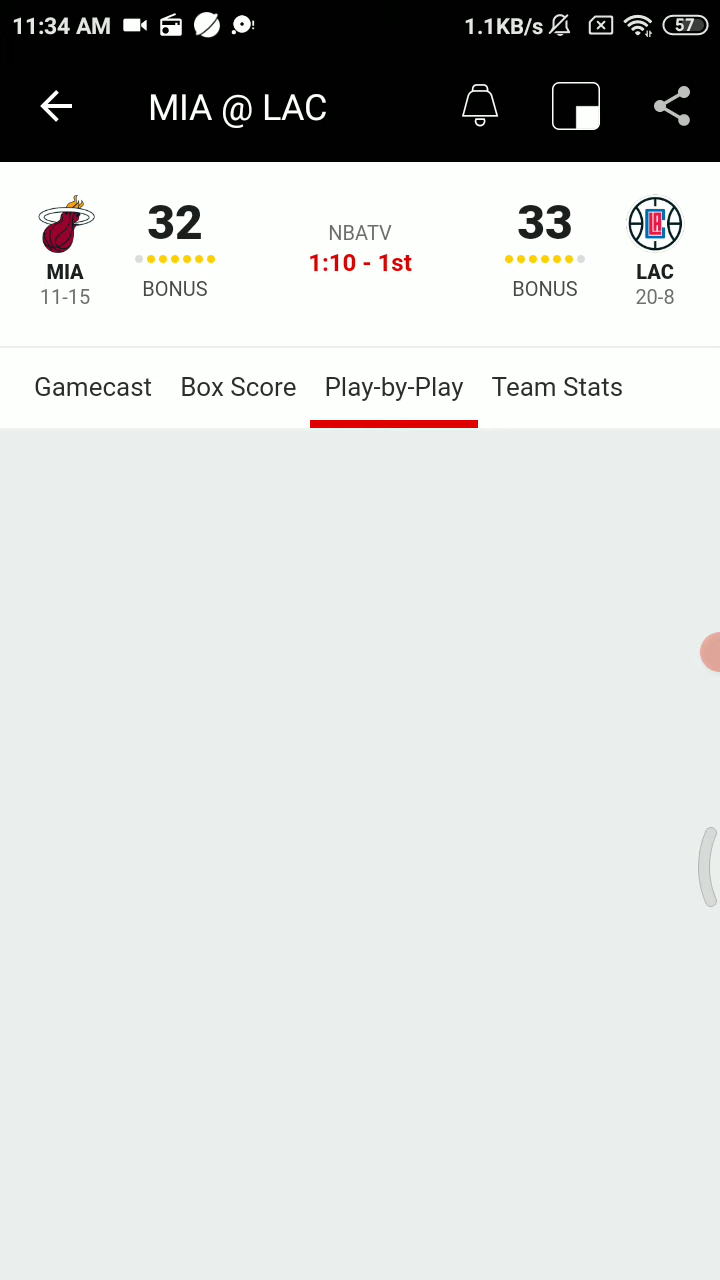 11:34 AM 1.1KB/s 57
MIA @ LAC
32 33
NBATV
1:10 - 1st
MIA LAC
11-15 BONUS BONUS 20-8
Gamecast Box Score Play-by-Play Team Stats